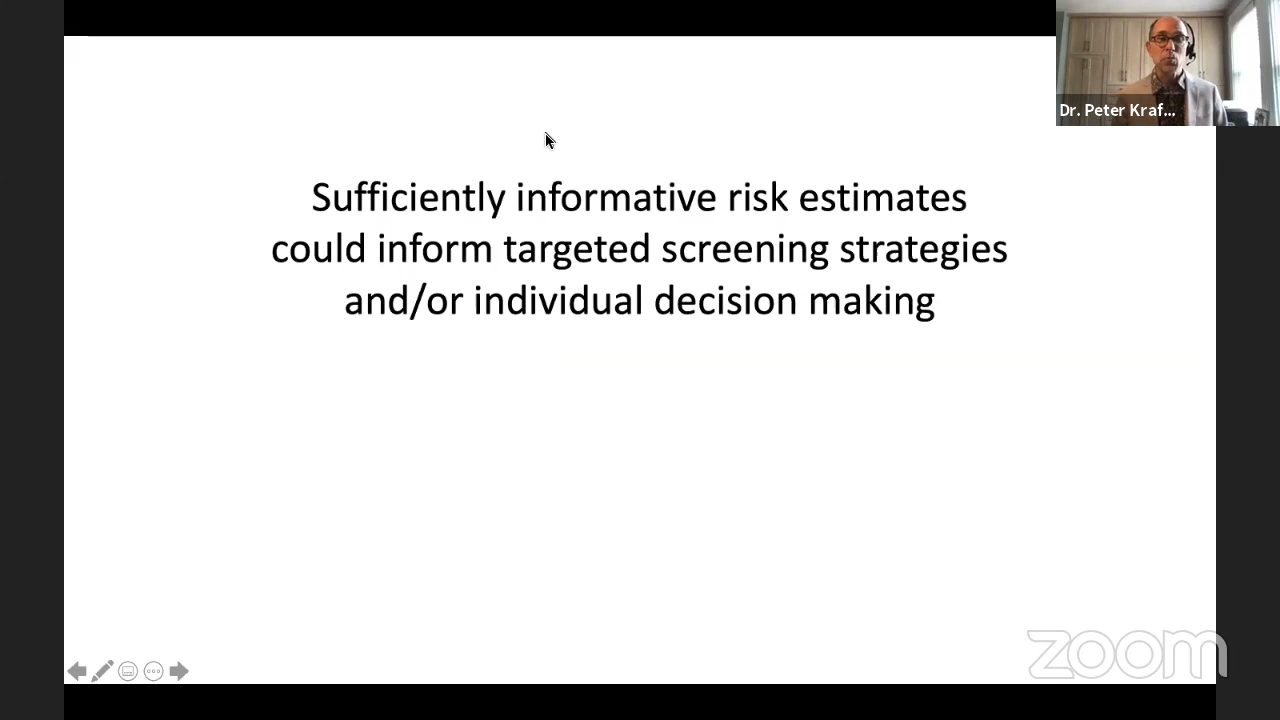 Dr. Peter Kraf...
Sufficiently informative risk estimates
could inform targeted screening strategies
and/or individual decision making
zoom